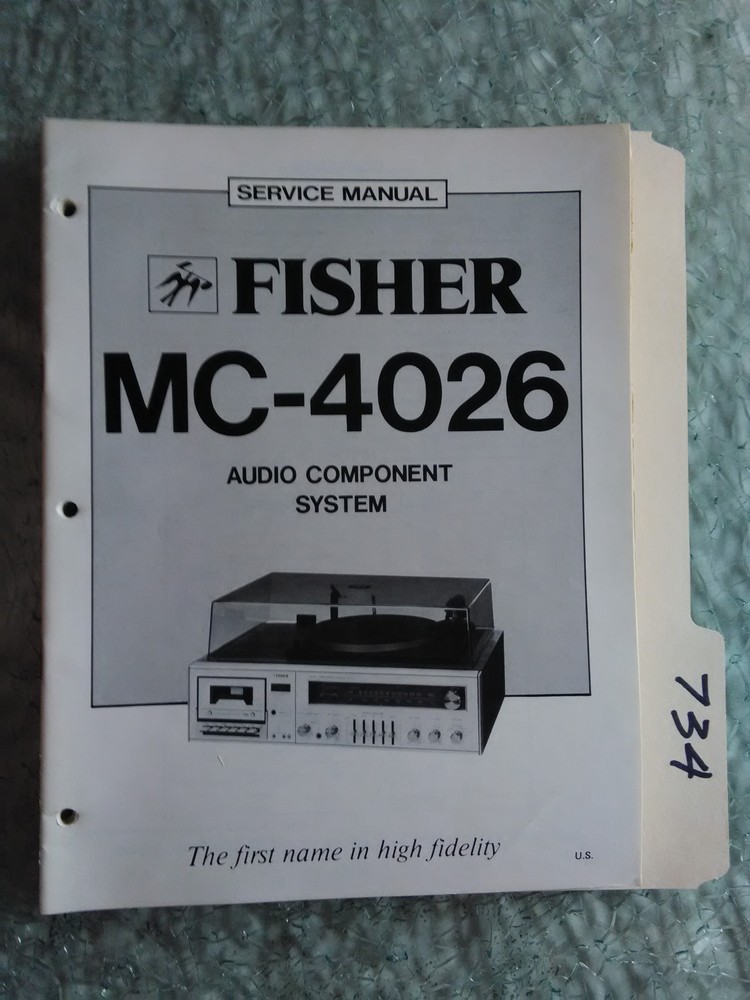 SERVICE MANUAL
FISHER
MC-4026
AUDIO COMPONENT
SYSTEM
The first name in high fidelity
U.S.
734